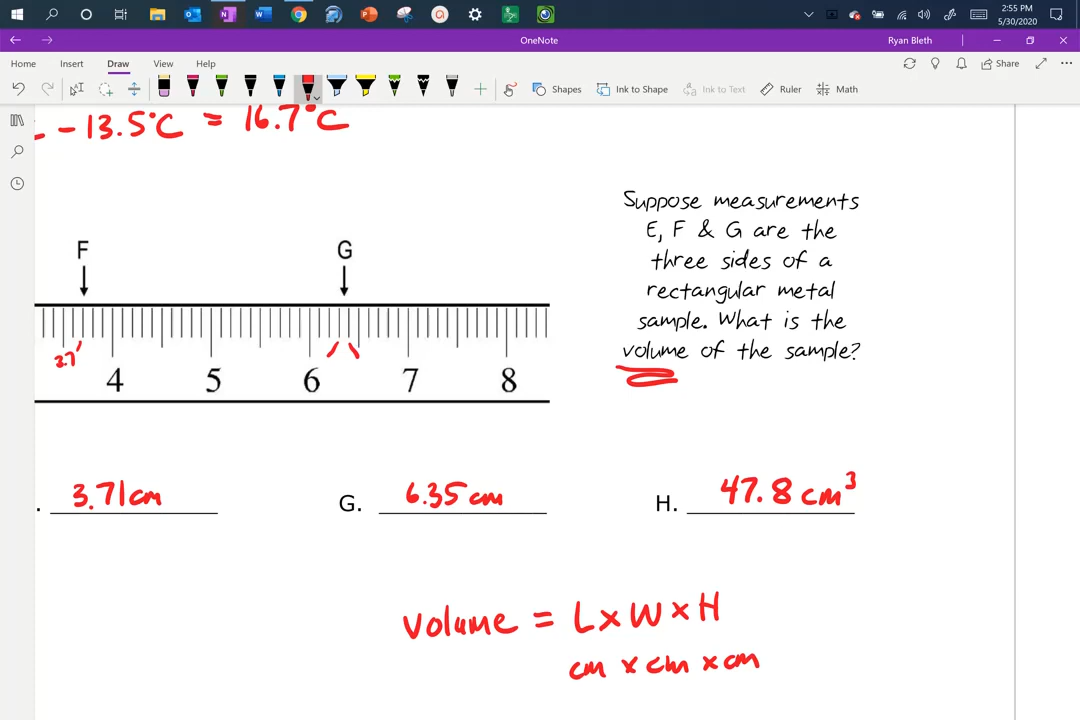 2:55 PM
5/30/2020
OneNote
Ryan Bleth
Home Insert Draw View Help
Share
Shapes Ink to Shape Ink to Text Ruler Math
- 13.5°C = 16.7°C
Suppose measurements
E, F & G are the
three sides of a
rectangular metal
sample. What is the
volume of the sample?
F G
3.7
4 5 6 7 8
. 3.71cm G. 6.35cm H. 47.8 cm³
Volume = L x W x H
cm x cm x cm